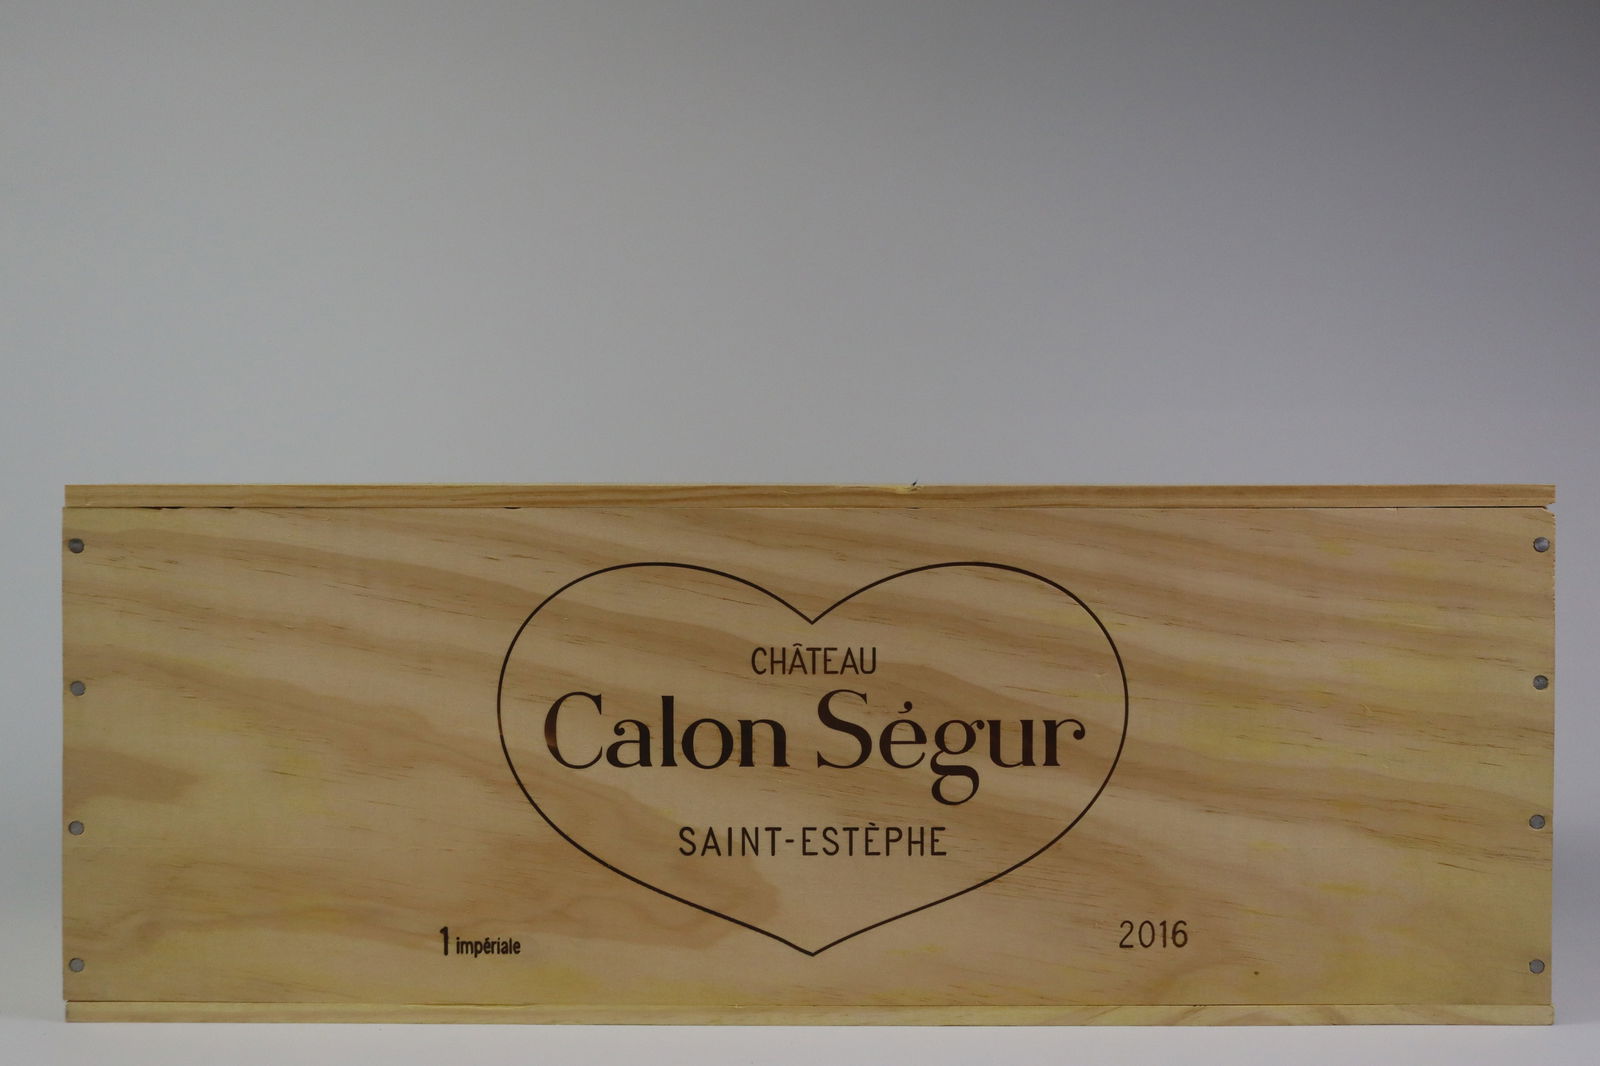 CHÂTEAU
Calon Ségur
SAINT-ESTÈPHE
1 impériale
2016